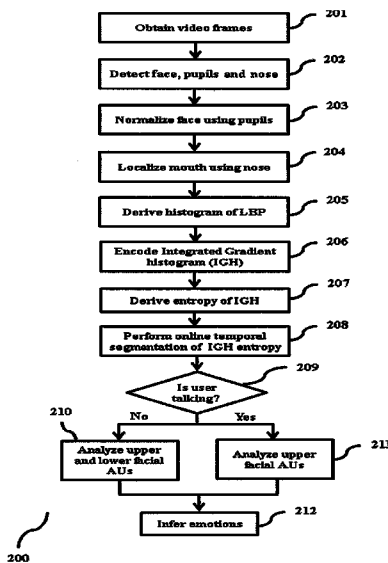 201
Obtain video frames
202
Detect face, pupils and nose
203
Normalize face using pupils
204
Localize mouth using nose
205
Derive histogram of LBP
206
Encode Integrated Gradient
histogram (IGH)
207
Derive entropy of IGH
208
Perform online temporal
segmentation of IGH entropy
209
Is user
talking?
210
No
Yes
211
Analyze upper
and lower facial
AUs
Analyze upper
facial AUs
212
Infer emotions
200